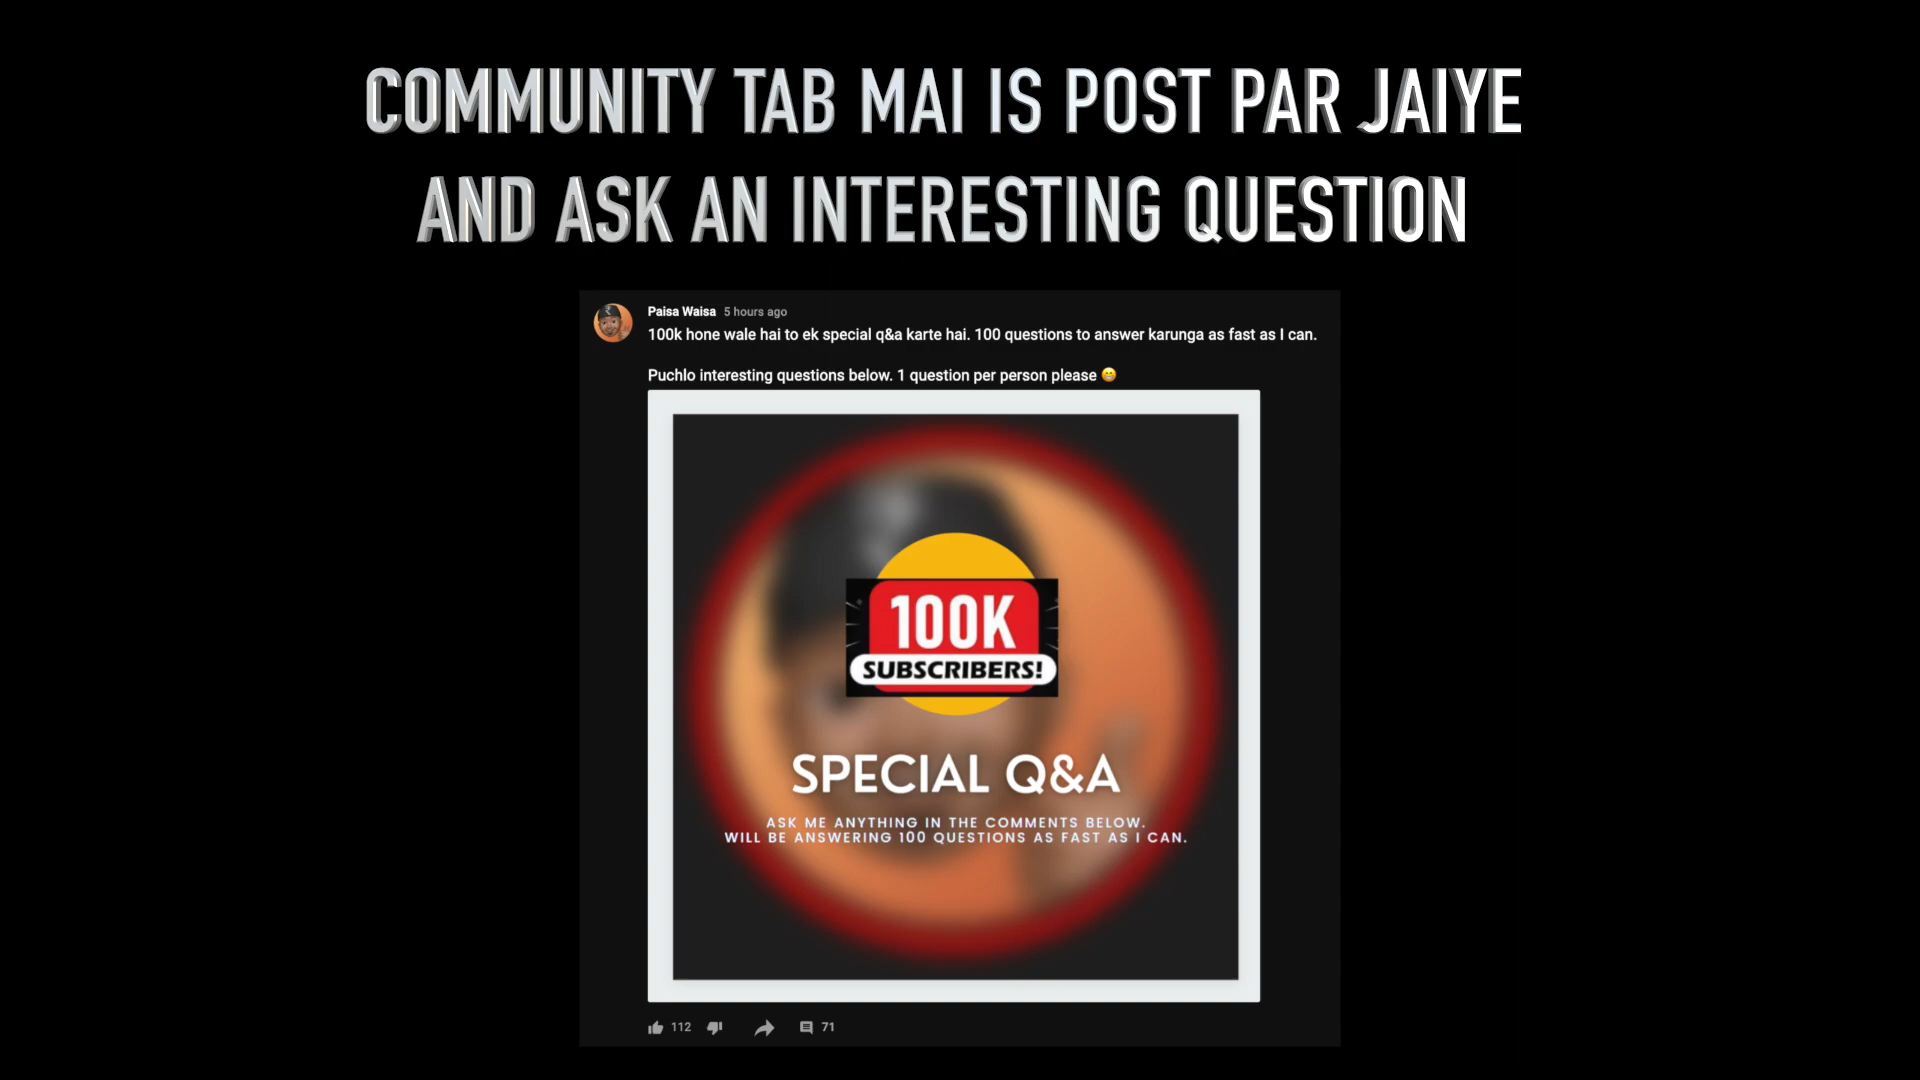 COMMUNITY TAB MAI IS POST PAR JAIYE
AND ASK AN INTERESTING QUESTION
Paisa Waisa 5 hours ago
100k hone wale hai to ek special q&a karte hai. 100 questions to answer karunga as fast as I can.
Puchlo interesting questions below. 1 question per person please 😁
100K
SUBSCRIBERS!
SPECIAL Q&A
ASK ME ANYTHING IN THE COMMENTS BELOW.
WILL BE ANSWERING 100 QUESTIONS AS FAST AS I CAN.
112 71